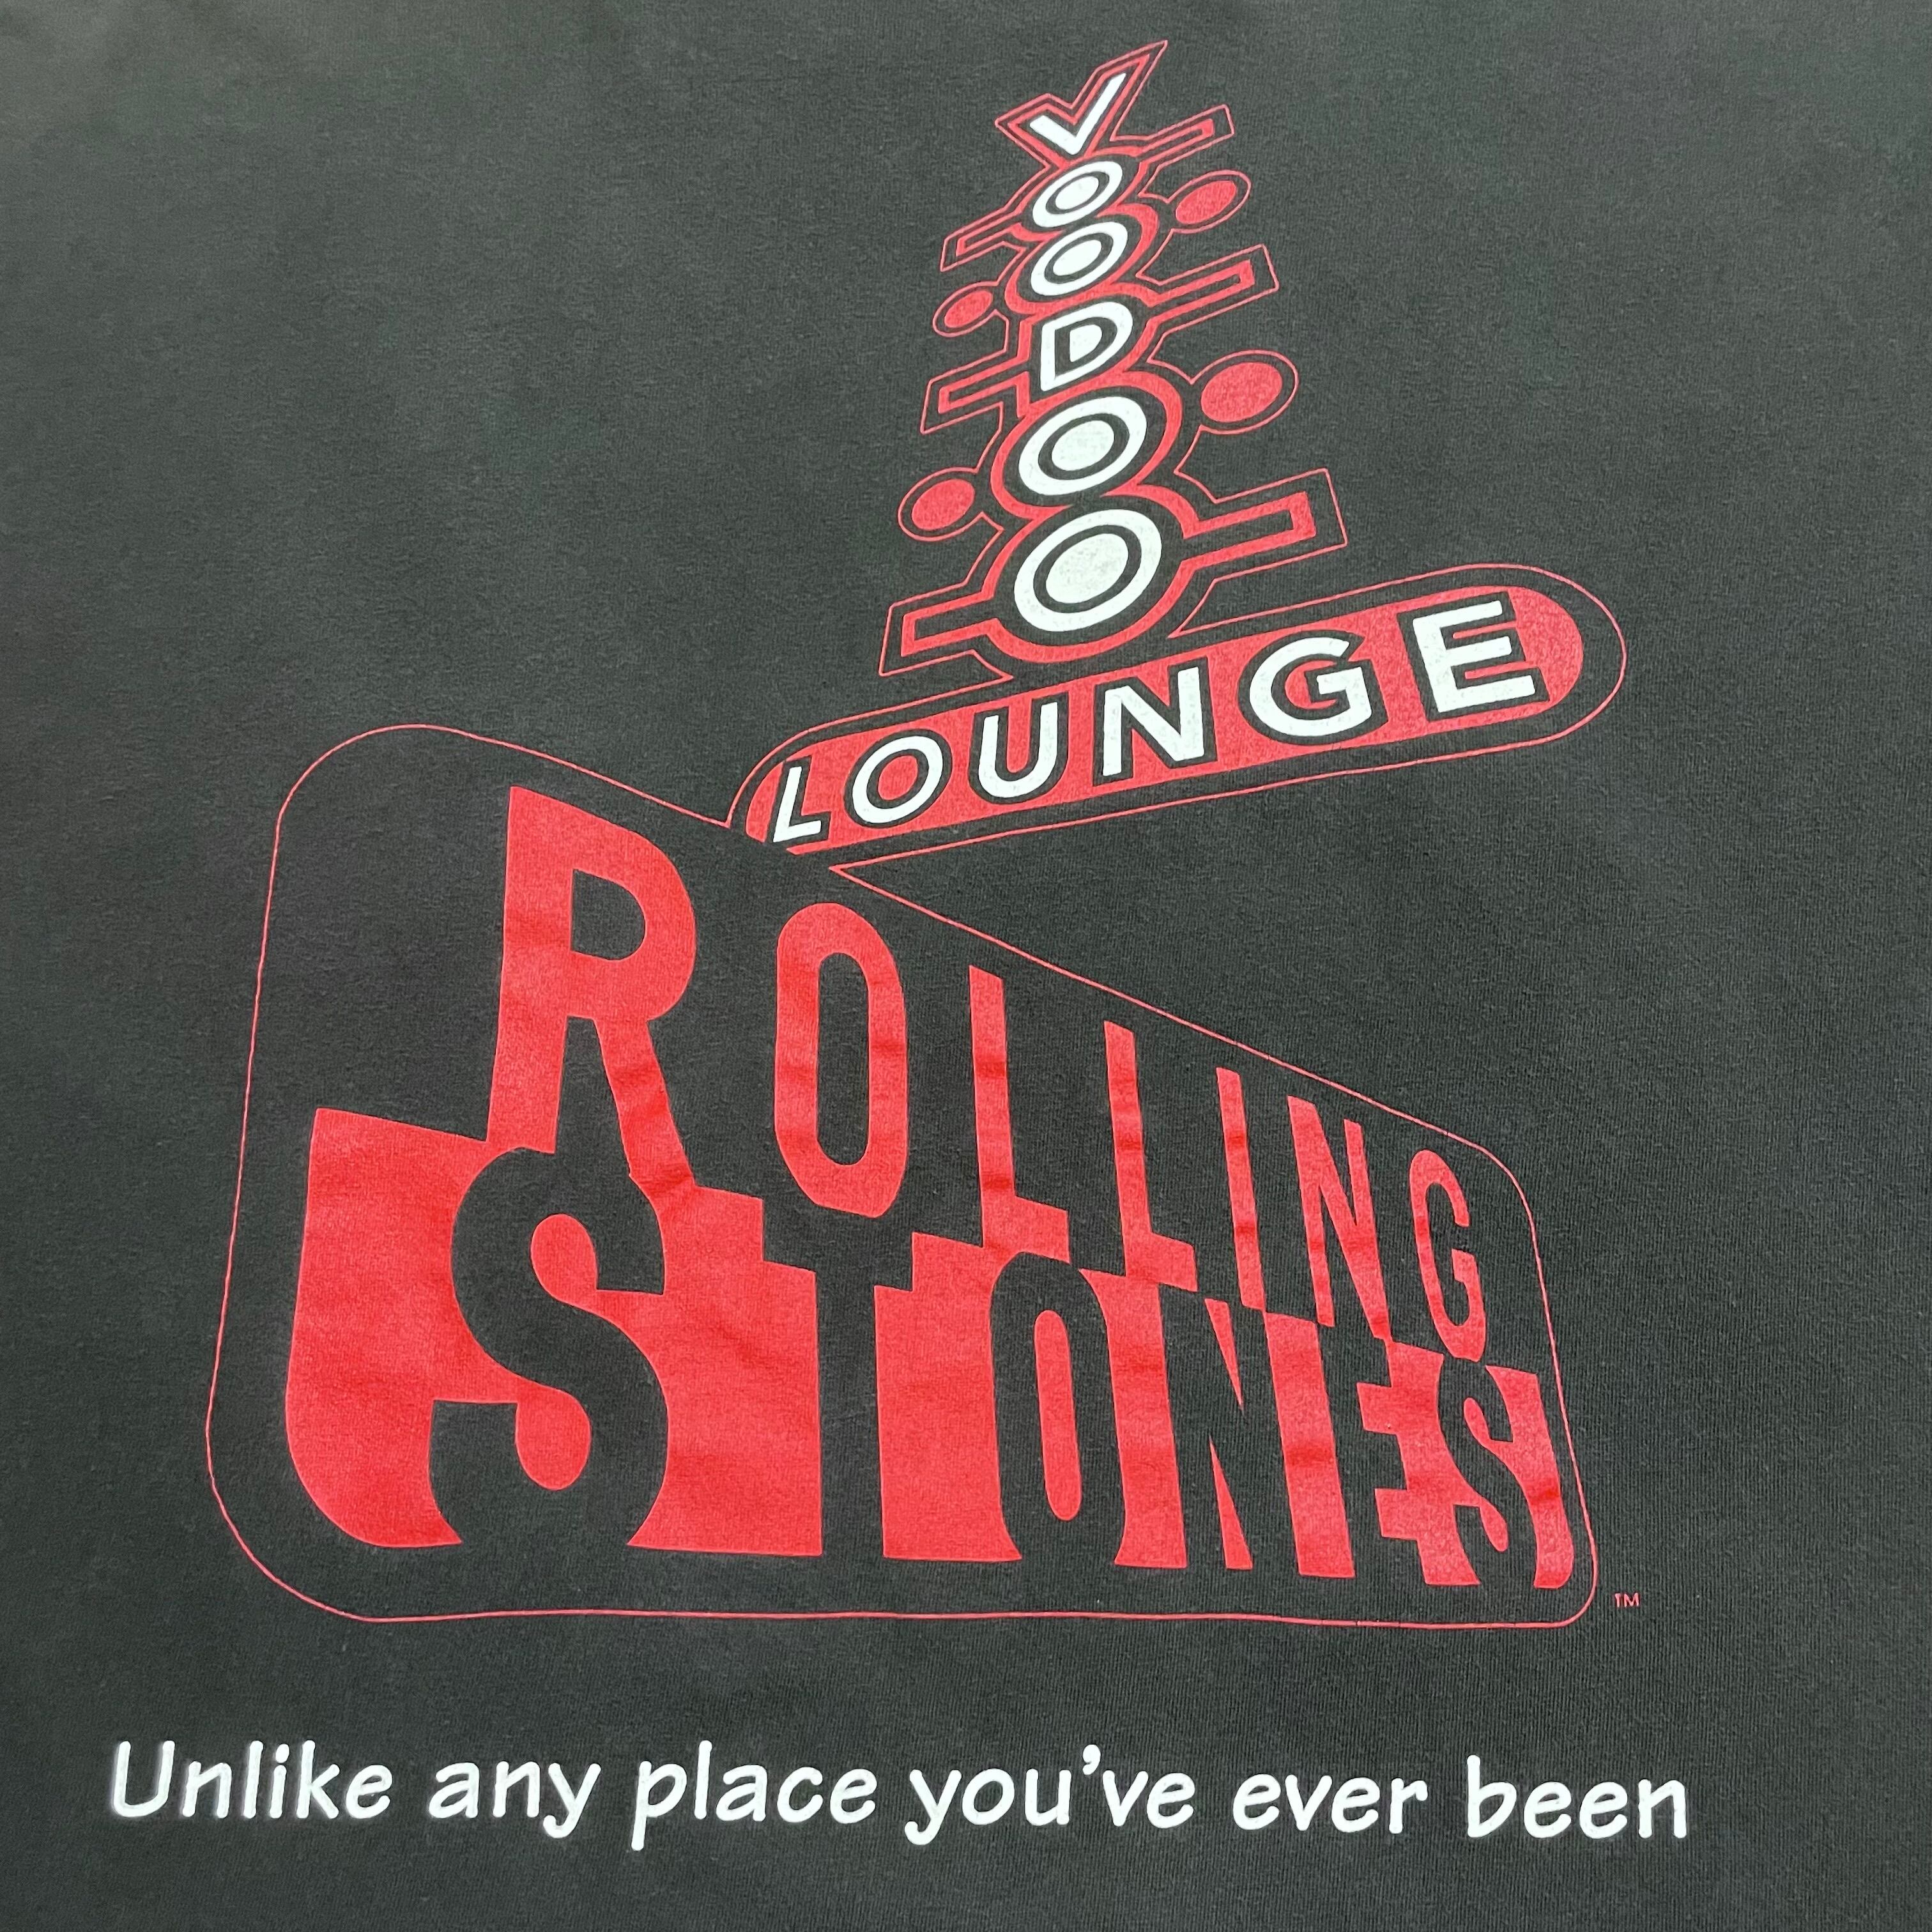 VOODOO
LOUNGE
ROLLING
STONES
TM
Unlike any place you've ever been